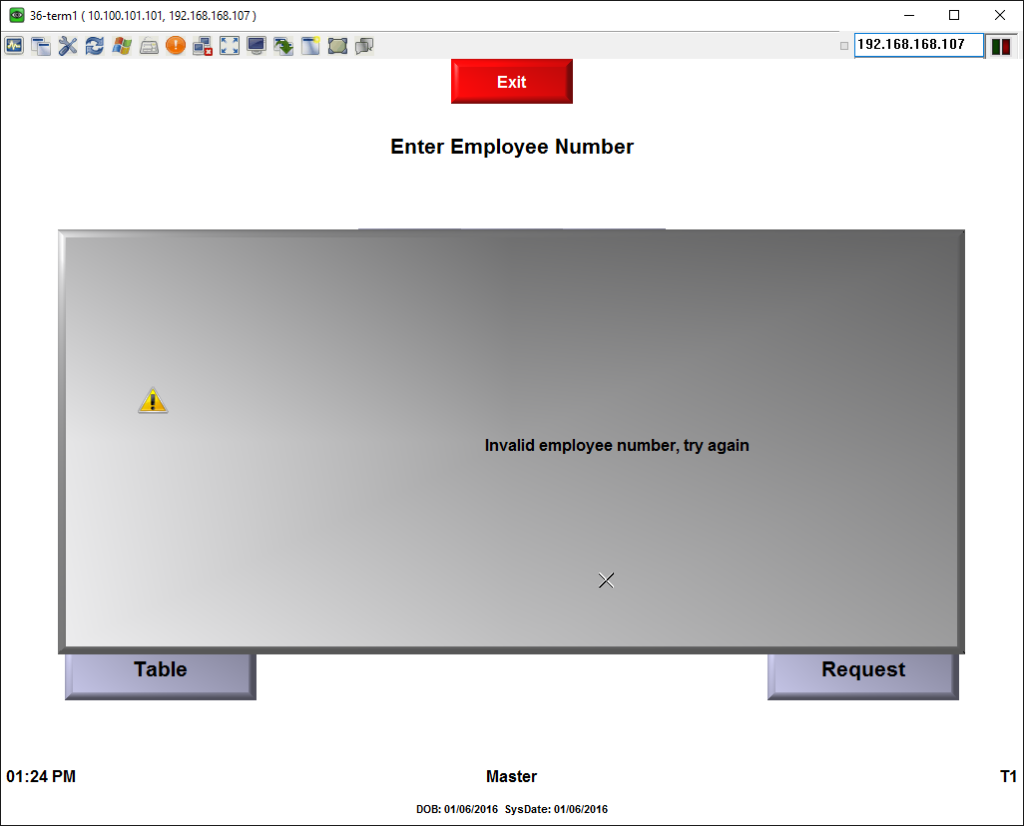 36-term1 ( 10.100.101.101, 192.168.168.107 )
192.168.168.107
Exit
Enter Employee Number
Invalid employee number, try again
Table
Request
01:24 PM
Master
T1
DOB: 01/06/2016 SysDate: 01/06/2016